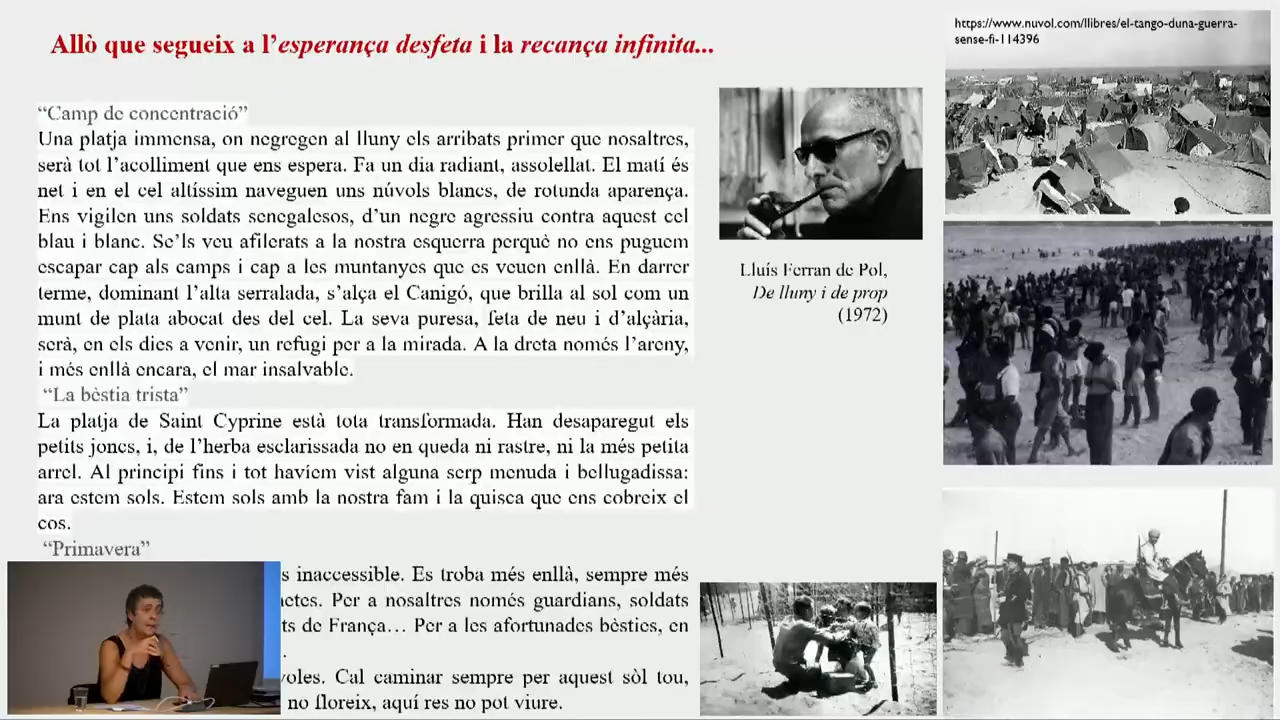 Allò que segueix a l'esperança desfeta i la recança infinita...
https://www.nuvol.com/llibres/el-tango-duna-guerra-
sense-fi-114396
"Camp de concentració"
Una platja immensa, on negregen al lluny els arribats primer que nosaltres,
serà tot l'acolliment que ens espera. Fa un dia radiant, assolellat. El matí és
net i en el cel altíssim naveguen uns núvols blancs, de rotunda aparença.
Ens vigilen uns soldats senegalesos, d'un negre agressiu contra aquest cel
blau i blanc. Se'ls veu afilerats a la nostra esquerra perquè no ens puguem
escapar cap als camps i cap a les muntanyes que es veuen enllà. En darrer
terme, dominant l'alta serralada, s'alça el Canigó, que brilla al sol com un
munt de plata abocat des del cel. La seva puresa, feta de neu i d'alçària,
serà, en els dies a venir, un refugi per a la mirada. A la dreta només l'areny,
i més enllà encara, el mar insalvable.
"La bèstia trista"
La platja de Saint Cyprine està tota transformada. Han desaparegut els
petits joncs, i, de l'herba esclarissada no en queda ni rastre, ni la més petita
arrel. Al principi fins i tot havíem vist alguna serp menuda i bellugadissa:
ara estem sols. Estem sols amb la nostra fam i la quisca que ens cobreix el
cos.
"Primavera"
s inaccessible. Es troba més enllà, sempre més
etes. Per a nosaltres només guardians, soldats
ts de França… Per a les afortunades bèsties, en
.
voles. Cal caminar sempre per aquest sòl tou,
no floreix, aquí res no pot viure.
Lluís Ferran de Pol,
De lluny i de prop
(1972)